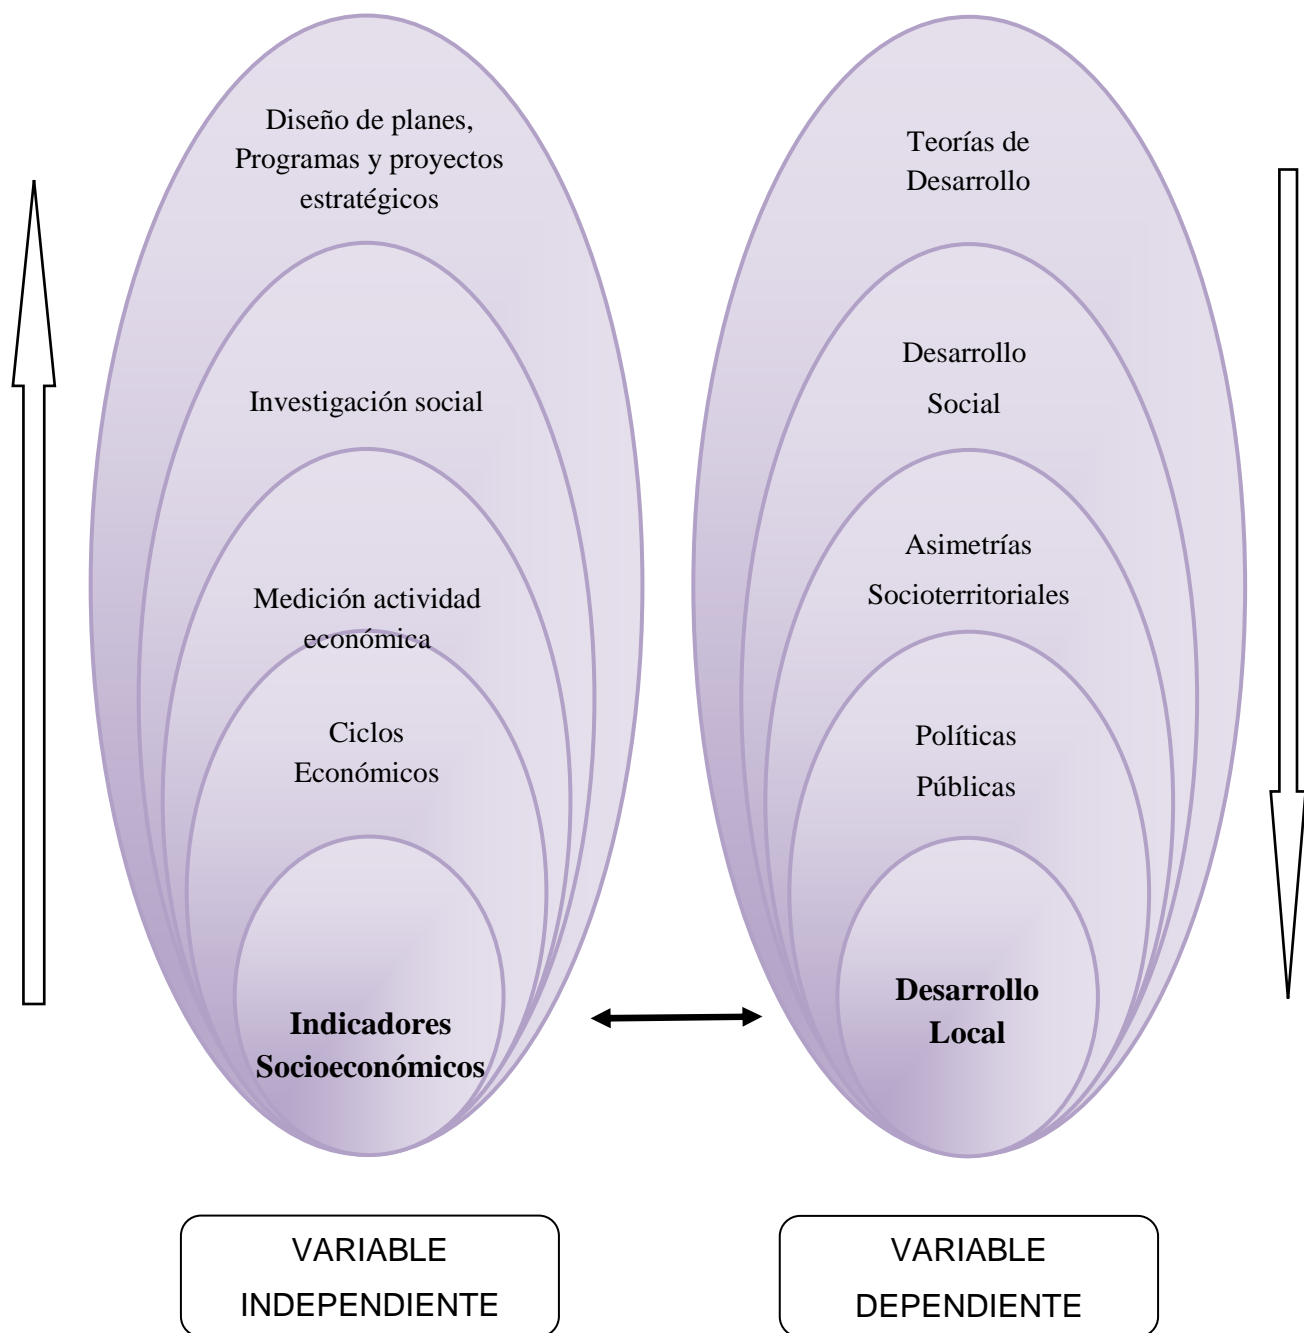 Diseño de planes,
Programas y proyectos
estratégicos
Investigación social
Medición actividad
económica
Ciclos
Económicos
Indicadores
Socioeconómicos
VARIABLE
INDEPENDIENTE
Teorías de
Desarrollo
Desarrollo
Social
Asimetrías
Socioterritoriales
Políticas
Públicas
Desarrollo
Local
VARIABLE
DEPENDIENTE